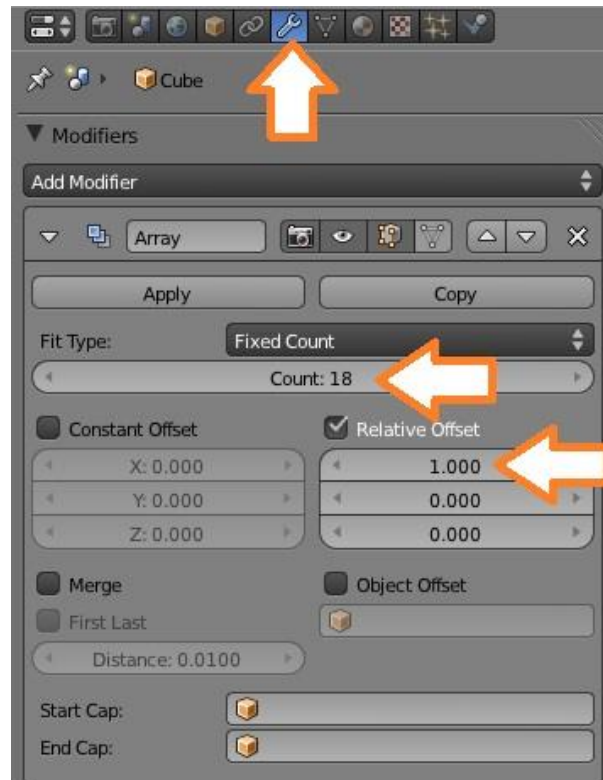 Cube
Modifiers
Add Modifier
Array
Apply Copy
Fit Type: Fixed Count
Count: 18
Constant Offset Relative Offset
X: 0.000 1.000
Y: 0.000 0.000
Z: 0.000 0.000
Merge Object Offset
First Last
Distance: 0.0100
Start Cap:
End Cap: